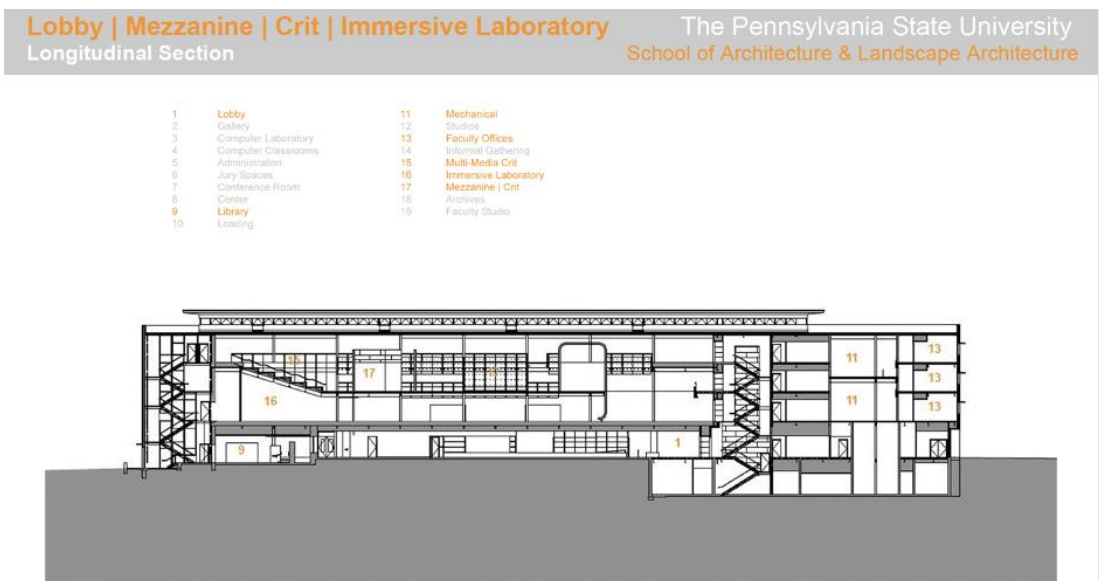 Lobby | Mezzanine | Crit | Immersive Laboratory
Longitudinal Section
The Pennsylvania State University
School of Architecture & Landscape Architecture
1 Lobby
2 Gallery
3 Computer Laboratory
4 Computer Classrooms
5 Administration
6 Jury Spaces
7 Conference Room
8 Center
9 Library
10 Loading
11 Mechanical
12 Studios
13 Faculty Offices
14 Informal Gathering
15 Multi-Media Crit
16 Immersive Laboratory
17 Mezzanine | Crit
18 Archives
19 Faculty Studio
15
17
11
13
13
16
11
13
9
1